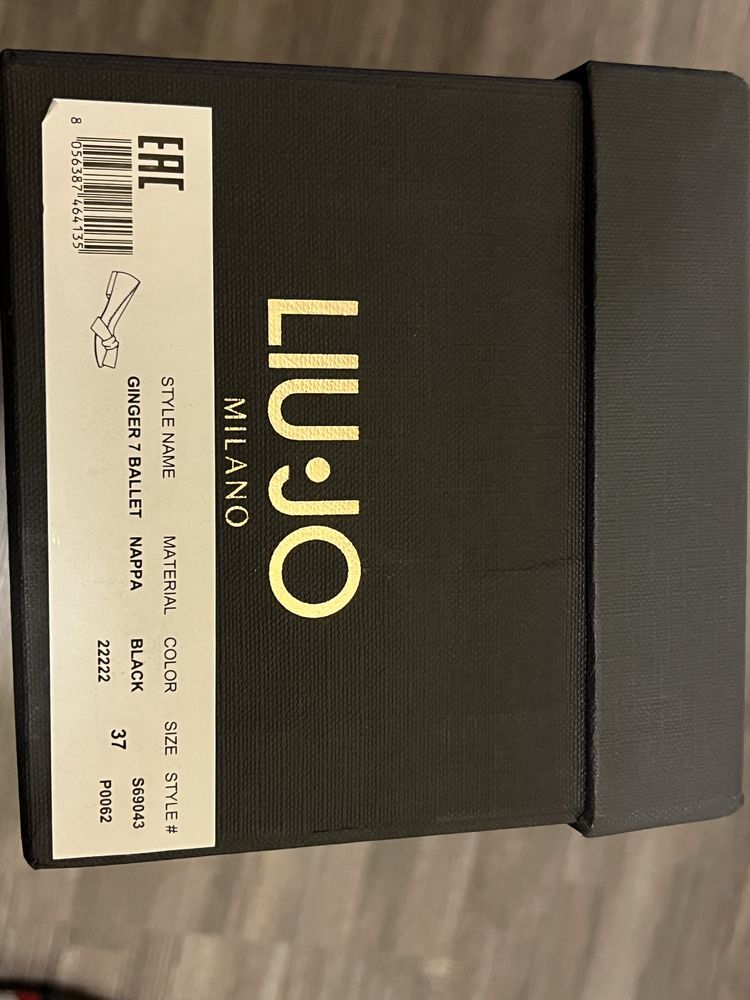 LIU·JO
MILANO
STYLE NAME MATERIAL COLOR SIZE STYLE #
GINGER 7 BALLET NAPPA BLACK 37 S69043
22222 P0062
EAC
8 056387 464135